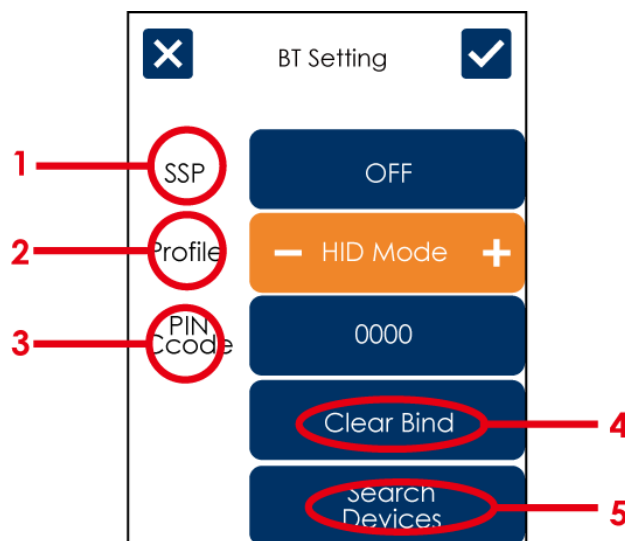 BT Setting
1
SSP
OFF
2
Profile
HID Mode
3
PIN
Ccode
0000
Clear Bind
4
Search
Devices
5